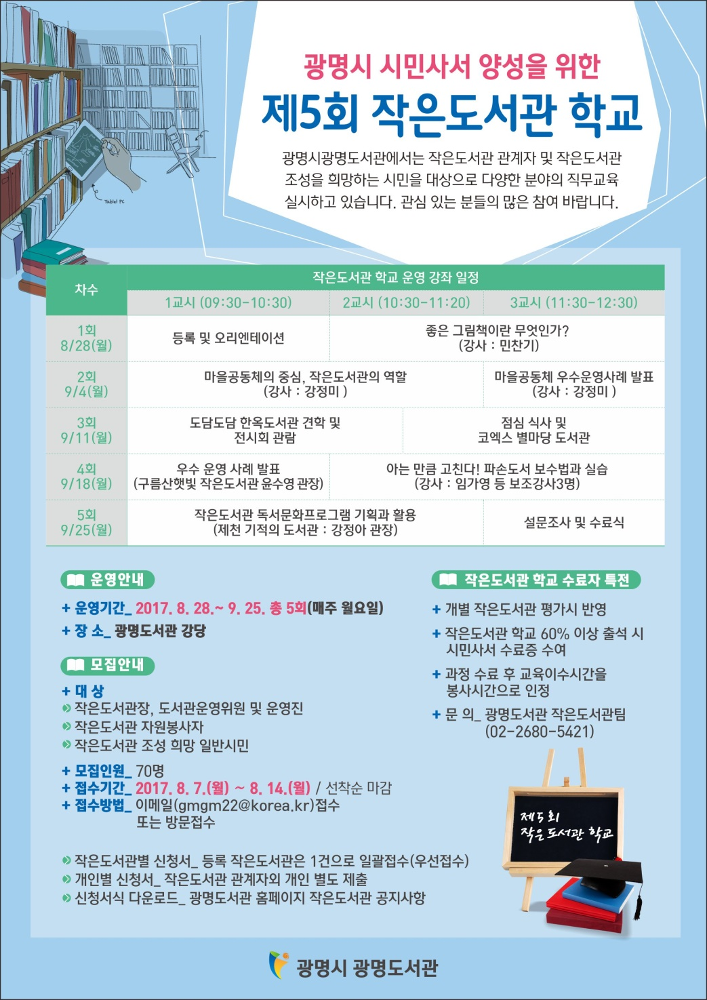 광명시 시민사서 양성을 위한
제5회 작은도서관 학교
광명시광명도서관에서는 작은도서관 관계자 및 작은도서관
조성을 희망하는 시민을 대상으로 다양한 분야의 직무교육
실시하고 있습니다. 관심 있는 분들의 많은 참여 바랍니다.
Tablet PC
차수
작은도서관 학교 운영 강좌 일정
1교시 (09:30-10:30)
2교시 (10:30-11:20)
3교시 (11:30-12:30)
1회
8/28(월)
등록 및 오리엔테이션
좋은 그림책이란 무엇인가?
(강사 : 민찬기)
2회
9/4(월)
마을공동체의 중심, 작은도서관의 역할
(강사 : 강정미 )
마을공동체 우수운영사례 발표
(강사 : 강정미 )
3회
9/11(월)
도담도담 한옥도서관 견학 및
전시회 관람
점심 식사 및
코엑스 별마당 도서관
4회
9/18(월)
우수 운영 사례 발표
(구름산햇빛 작은도서관 윤수영 관장)
아는 만큼 고친다! 파손도서 보수법과 실습
(강사 : 임가영 등 보조강사3명)
5회
9/25(월)
작은도서관 독서문화프로그램 기획과 활용
(제천 기적의 도서관 : 강정아 관장)
설문조사 및 수료식
운영안내
+ 운영기간_ 2017. 8. 28.~ 9. 25. 총 5회(매주 월요일)
+ 장 소_ 광명도서관 강당
모집안내
+ 대 상
작은도서관장, 도서관운영위원 및 운영진
작은도서관 자원봉사자
작은도서관 조성 희망 일반시민
+ 모집인원_ 70명
+ 접수기간_ 2017. 8. 7.(월) ~ 8. 14.(월) / 선착순 마감
+ 접수방법_ 이메일(gmgm22@korea.kr)접수
또는 방문접수
작은도서관별 신청서_ 등록 작은도서관은 1건으로 일괄접수(우선접수)
개인별 신청서_ 작은도서관 관계자외 개인 별도 제출
신청서식 다운로드_ 광명도서관 홈페이지 작은도서관 공지사항
작은도서관 학교 수료자 특전
+ 개별 작은도서관 평가시 반영
+ 작은도서관 학교 60% 이상 출석 시
시민사서 수료증 수여
+ 과정 수료 후 교육이수시간을
봉사시간으로 인정
+ 문 의_ 광명도서관 작은도서관팀
(02-2680-5421)
제5회
작은도서관 학교
광명시 광명도서관